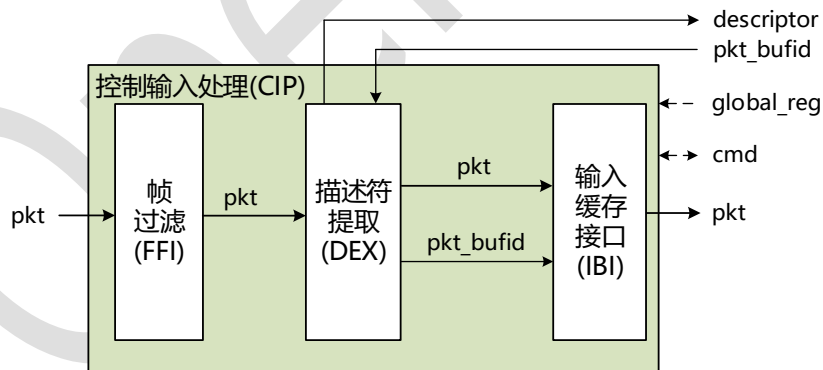 descriptor
pkt_bufid
控制输入处理(CIP)
global_reg
cmd
pkt
帧
过滤
(FFI)
pkt
描述符
提取
(DEX)
pkt
pkt_bufid
输入
缓存
接口
(IBI)
pkt